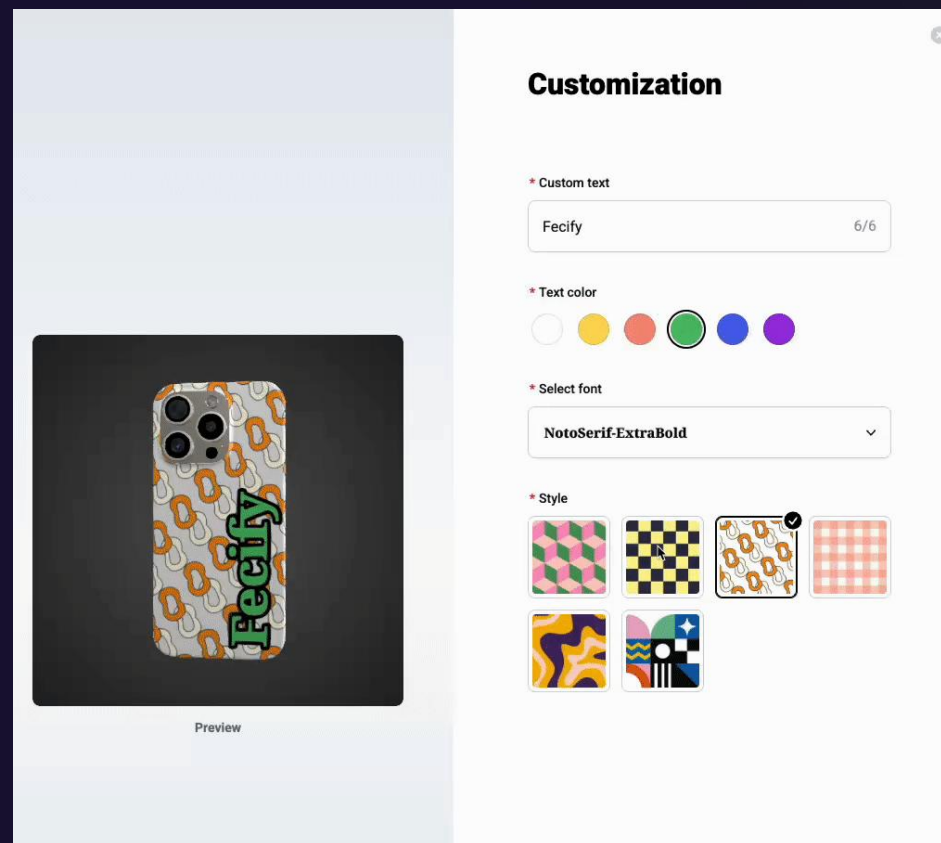 Customization
* Custom text
Fecify 6/6
* Text color
* Select font
NotoSerif-ExtraBold
* Style
Fecify
Preview